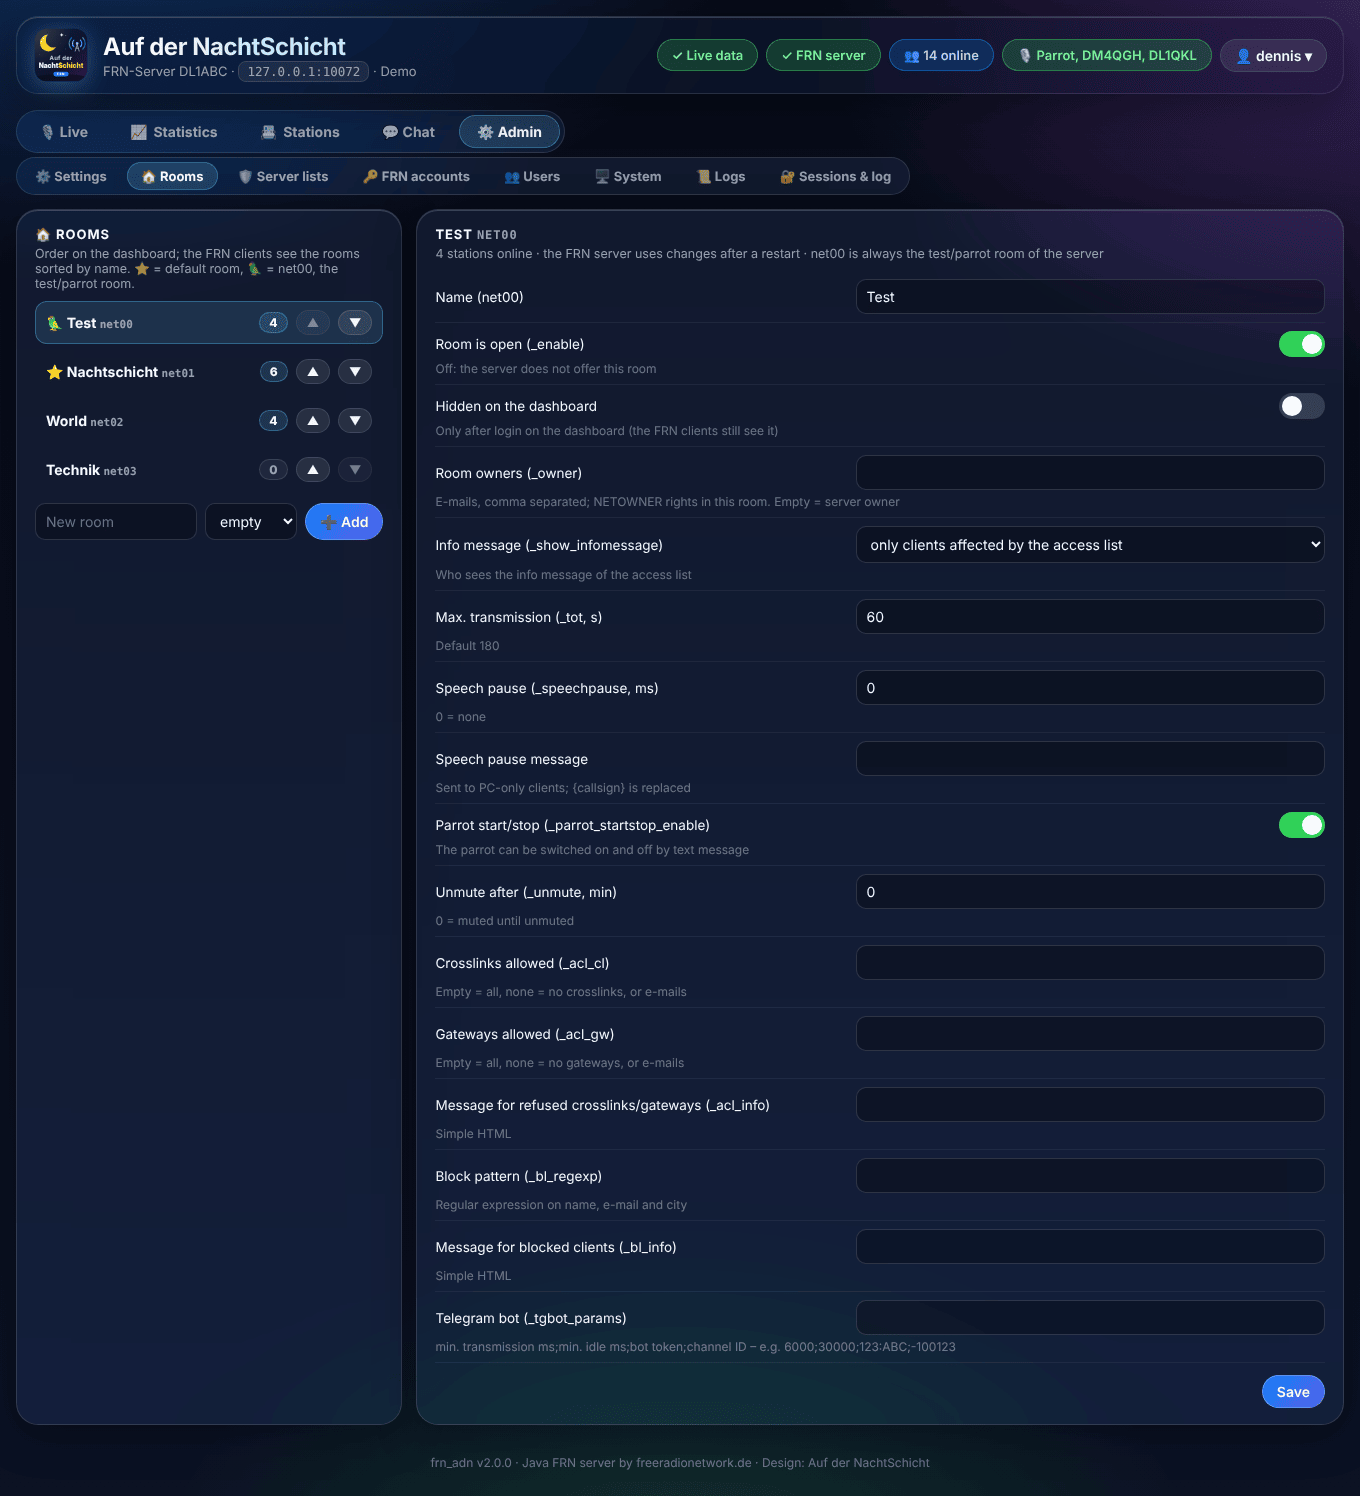 Auf der NachtSchicht
FRN-Server DL1ABC · 127.0.0.1:10072 · Demo
✓ Live data
✓ FRN server
👥 14 online
🎙️ Parrot, DM4QGH, DL1QKL
👤 dennis ▾
Auf der
NachtSchicht
FRN
🎙️ Live
📈 Statistics
📇 Stations
💬 Chat
⚙️ Admin
⚙️ Settings
🏠 Rooms
🛡️ Server lists
🔑 FRN accounts
👥 Users
🖥️ System
📜 Logs
🔐 Sessions & log
🏠 ROOMS
Order on the dashboard; the FRN clients see the rooms
sorted by name. ⭐ = default room, 🦜 = net00, the
test/parrot room.
🦜 Test net00 4 ▲ ▼
⭐ Nachtschicht net01 6 ▲ ▼
World net02 4 ▲ ▼
Technik net03 0 ▲ ▼
New room
empty
➕ Add
TEST NET00
4 stations online · the FRN server uses changes after a restart · net00 is always the test/parrot room of the server
Name (net00)
Test
Room is open (_enable)
Off: the server does not offer this room
Hidden on the dashboard
Only after login on the dashboard (the FRN clients still see it)
Room owners (_owner)
E-mails, comma separated; NETOWNER rights in this room. Empty = server owner
Info message (_show_infomessage)
only clients affected by the access list
Who sees the info message of the access list
Max. transmission (_tot, s)
60
Default 180
Speech pause (_speechpause, ms)
0
0 = none
Speech pause message
Sent to PC-only clients; {callsign} is replaced
Parrot start/stop (_parrot_startstop_enable)
The parrot can be switched on and off by text message
Unmute after (_unmute, min)
0
0 = muted until unmuted
Crosslinks allowed (_acl_cl)
Empty = all, none = no crosslinks, or e-mails
Gateways allowed (_acl_gw)
Empty = all, none = no gateways, or e-mails
Message for refused crosslinks/gateways (_acl_info)
Simple HTML
Block pattern (_bl_regexp)
Regular expression on name, e-mail and city
Message for blocked clients (_bl_info)
Simple HTML
Telegram bot (_tgbot_params)
min. transmission ms;min. idle ms;bot token;channel ID – e.g. 6000;30000;123:ABC;-100123
Save
frn_adn v2.0.0 · Java FRN server by freeradionetwork.de · Design: Auf der NachtSchicht